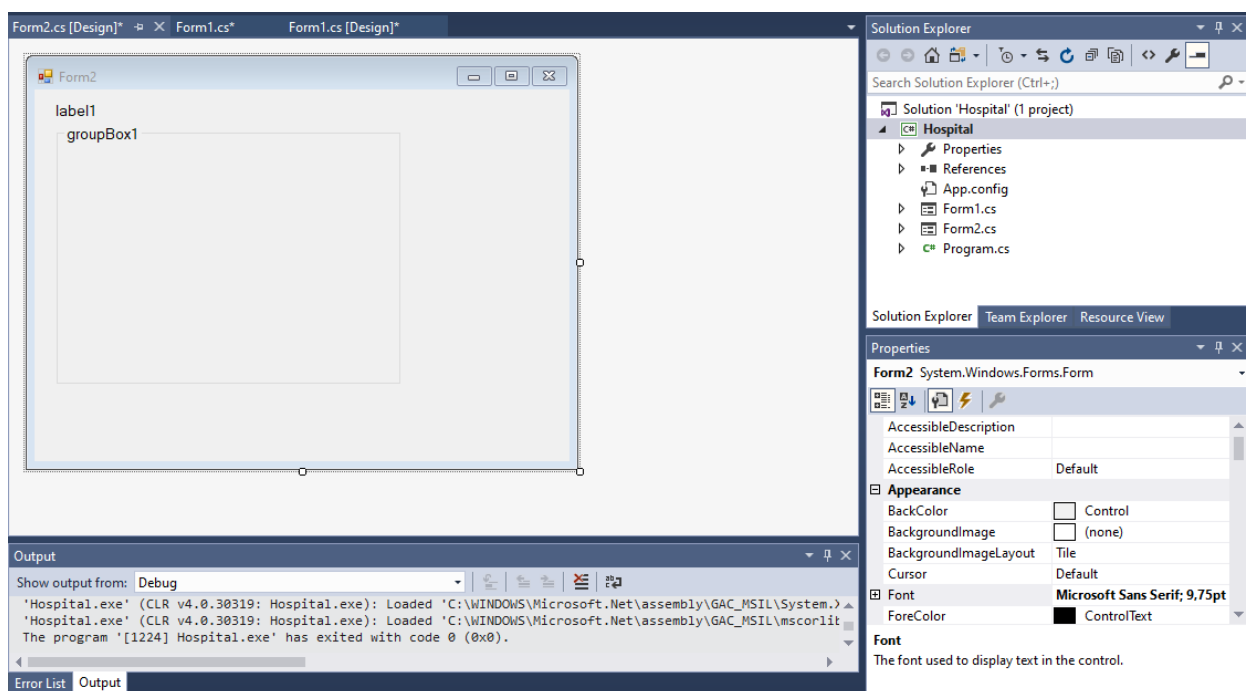 Form2.cs [Design]* Form1.cs* Form1.cs [Design]*
Form2
label1
groupBox1
Output
Show output from: Debug
'Hospital.exe' (CLR v4.0.30319: Hospital.exe): Loaded 'C:\WINDOWS\Microsoft.Net\assembly\GAC_MSIL\System.X
'Hospital.exe' (CLR v4.0.30319: Hospital.exe): Loaded 'C:\WINDOWS\Microsoft.Net\assembly\GAC_MSIL\mscorlit
The program '[1224] Hospital.exe' has exited with code 0 (0x0).
Error List Output
Solution Explorer
Search Solution Explorer (Ctrl+;)
Solution 'Hospital' (1 project)
C# Hospital
Properties
References
App.config
Form1.cs
Form2.cs
C# Program.cs
Solution Explorer Team Explorer Resource View
Properties
Form2 System.Windows.Forms.Form
AccessibleDescription
AccessibleName
AccessibleRole Default
Appearance
BackColor Control
BackgroundImage (none)
BackgroundImageLayout Tile
Cursor Default
Font Microsoft Sans Serif; 9,75pt
ForeColor ControlText
Font
The font used to display text in the control.